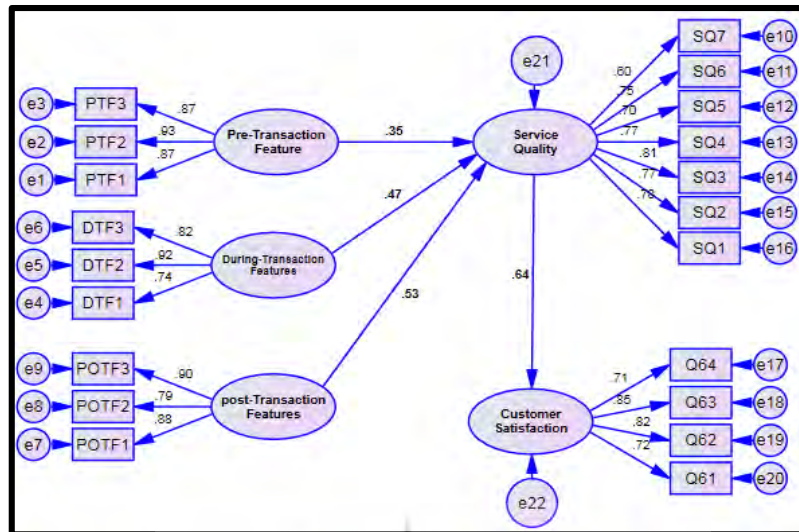 SQ7
e10
e21
.60
SQ6
e11
.75
e3
PTF3
.87
.70
SQ5
e12
e2
PTF2
.93
Pre-Transaction
Feature
.35
Service
Quality
.77
SQ4
e13
e1
PTF1
.87
.81
SQ3
e14
.47
.77
SQ2
e15
e6
DTF3
.82
.78
SQ1
e16
e5
DTF2
.92
During-Transaction
Features
.74
e4
DTF1
.64
.53
e9
POTF3
.90
.71
Q64
e17
e8
POTF2
.79
post-Transaction
Features
.85
Q63
e18
.88
e7
POTF1
Customer
Satisfaction
.82
Q62
e19
.72
Q61
e20
e22